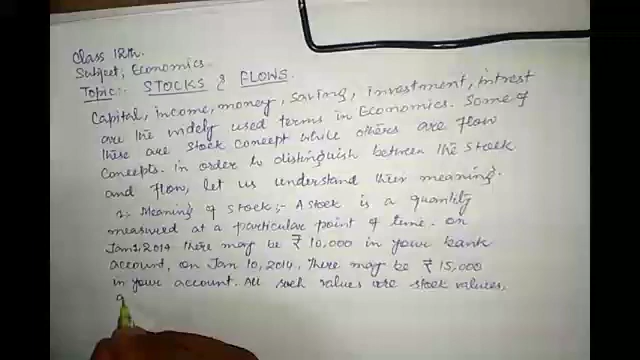 Class 12th.
Subject; Economics.
Topic:- STOCKS & FLOWS.
Capital, income, money, saving, investment, intrest
are the widely used terms in Economics. Some of
these are stock concept while others are flow
concepts. In order to distinguish between the stock
and flow, let us understand their meaning.
Meaning of stock;- A stock is a quantity
measured at a particular point of time. on
Jan 1, 2014 there may be ₹ 10,000 in your bank
account, on Jan 10, 2014, There may be ₹ 15,000
in your account. All such values are stock values,